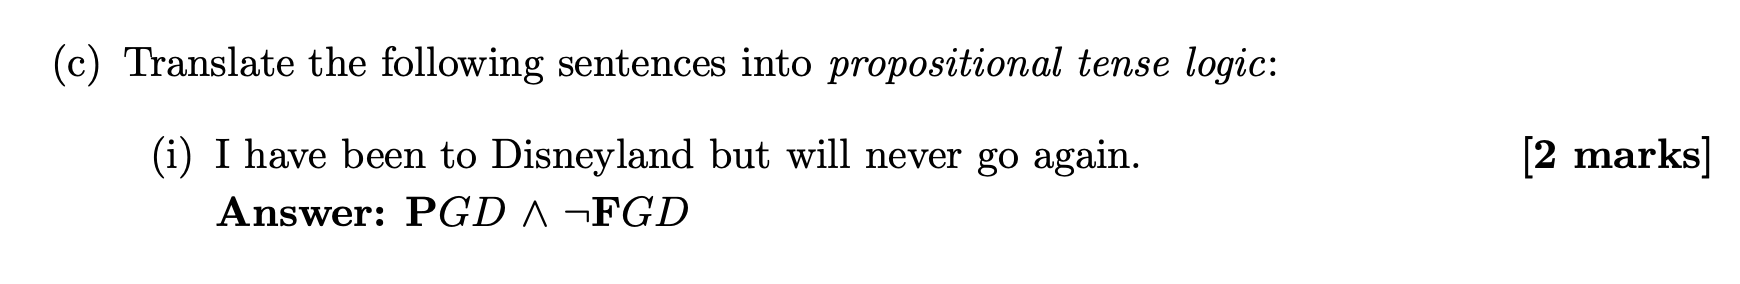 (c) Translate the following sentences into propositional tense logic:
(i) I have been to Disneyland but will never go again. [2 marks]
Answer: PGD ∧ ¬FGD